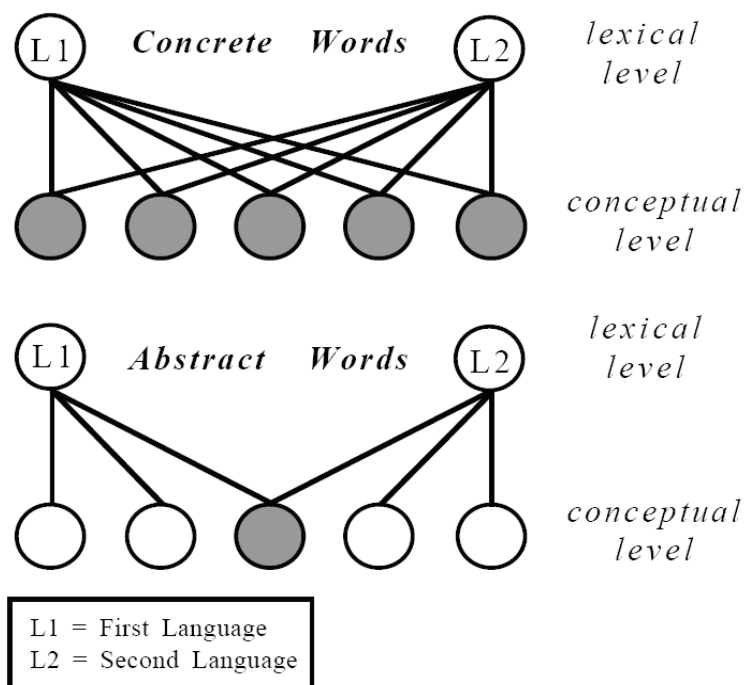 L1 Concrete Words L2
lexical
level
conceptual
level
L1 Abstract Words L2
lexical
level
conceptual
level
L1 = First Language
L2 = Second Language